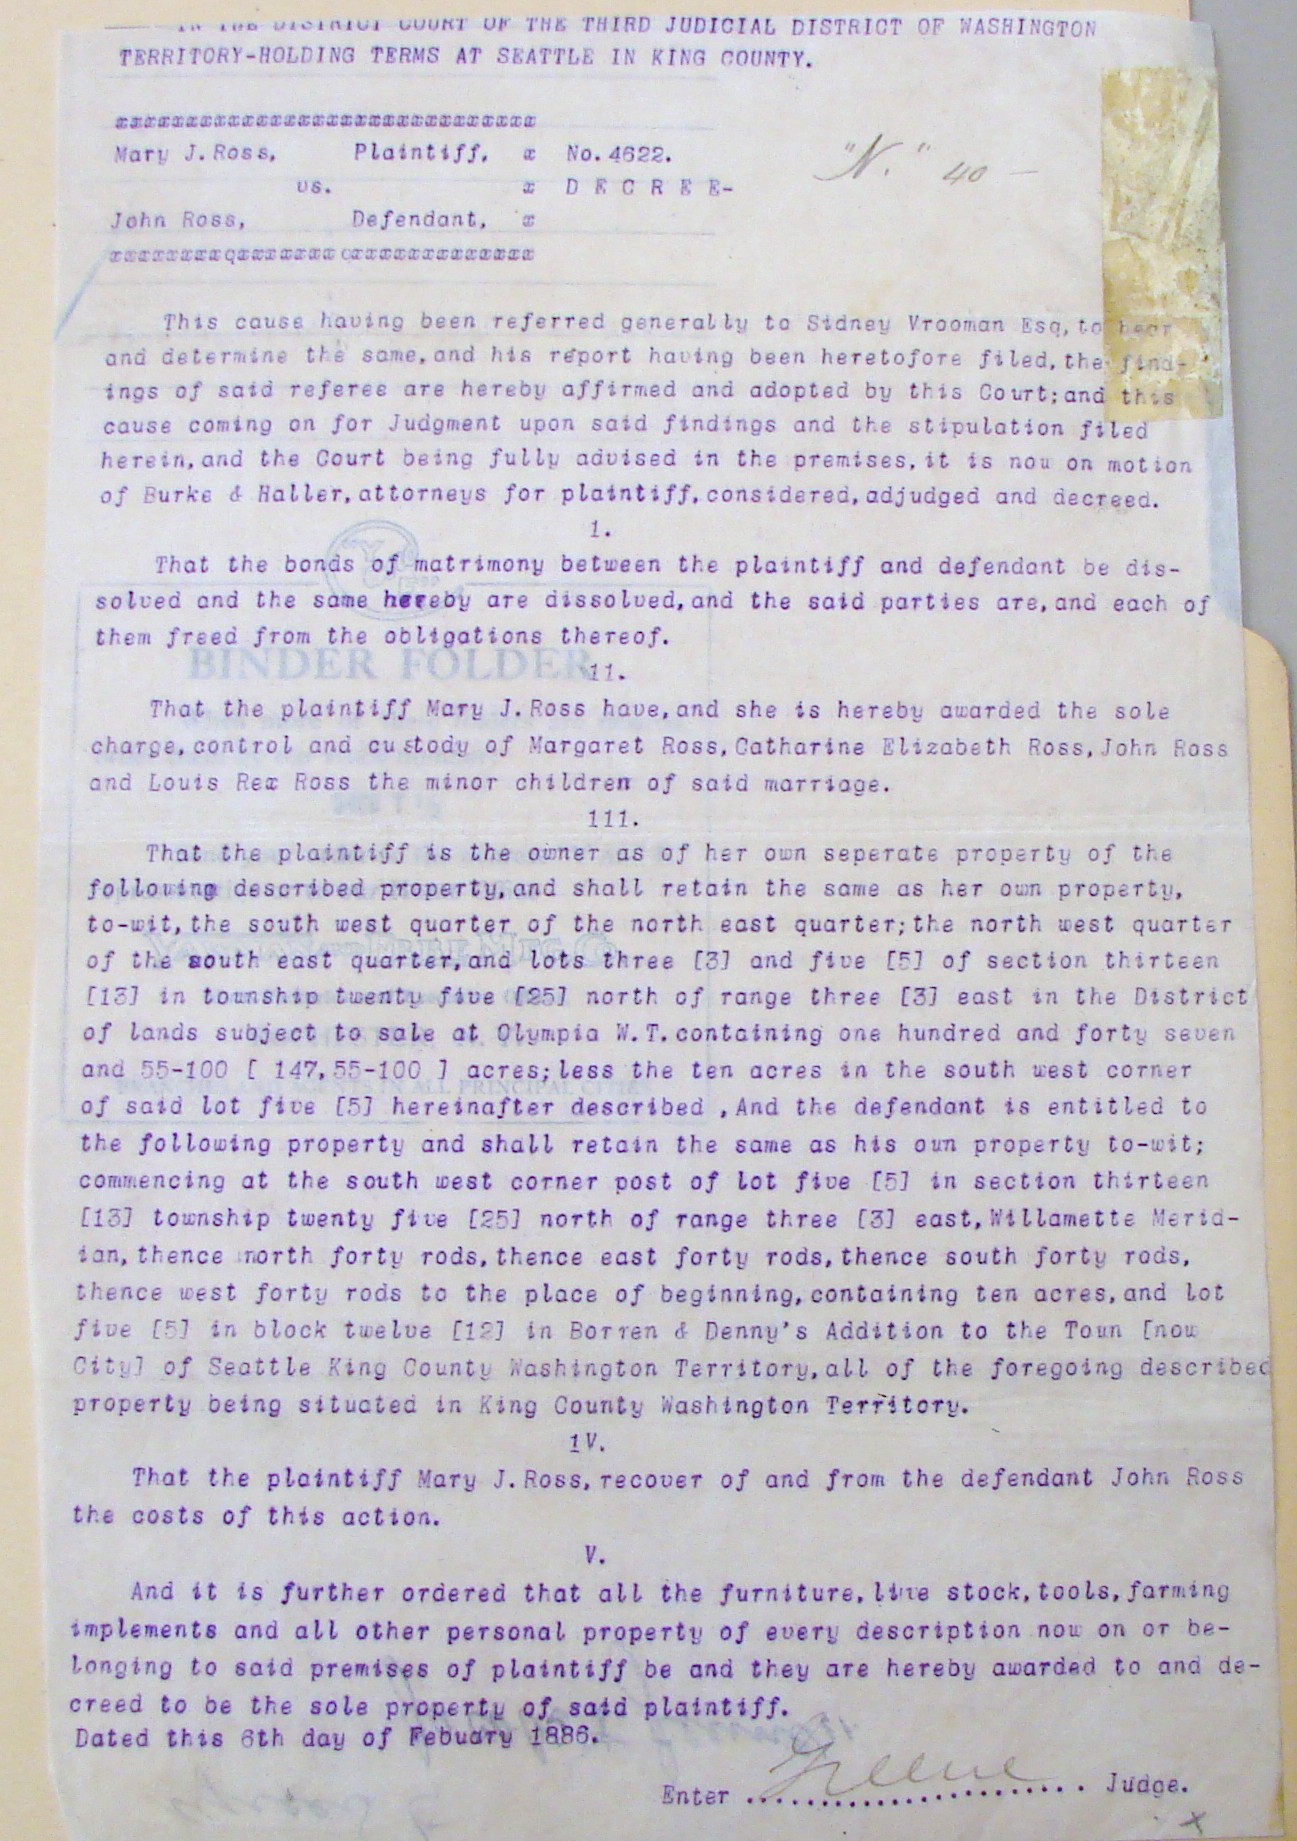 IN THE DISTRICT COURT OF THE THIRD JUDICIAL DISTRICT OF WASHINGTON
TERRITORY-HOLDING TERMS AT SEATTLE IN KING COUNTY.
xxxxxxxxxxxxxxxxxxxxxxxxxxxxxx
Mary J. Ross, Plaintiff, x No. 4622.
vs. x D E C R E E-
"N." 40 —
John Ross, Defendant, x
xxxxxxxxqxxxxxxx cxxxxxxxxxxxxx
This cause having been referred generally to Sidney Vrooman Esq, to hear
and determine the same, and his report having been heretofore filed, the find-
ings of said referee are hereby affirmed and adopted by this Court; and this
cause coming on for Judgment upon said findings and the stipulation filed
herein, and the Court being fully advised in the premises, it is now on motion
of Burke & Haller, attorneys for plaintiff, considered, adjudged and decreed.
1.
That the bonds of matrimony between the plaintiff and defendant be dis-
solved and the same hereby are dissolved, and the said parties are, and each of
them freed from the obligations thereof.
BINDER FOLDER
11.
That the plaintiff Mary J. Ross have, and she is hereby awarded the sole
charge, control and custody of Margaret Ross, Catharine Elizabeth Ross, John Ross
and Louis Rex Ross the minor children of said marriage.
111.
That the plaintiff is the owner as of her own seperate property of the
following described property, and shall retain the same as her own property,
to-wit, the south west quarter of the north east quarter; the north west quarter
of the south east quarter, and lots three [3] and five [5] of section thirteen
[13] in township twenty five [25] north of range three [3] east in the District
of lands subject to sale at Olympia W. T. containing one hundred and forty seven
and 55-100 [ 147, 55-100 ] acres; less the ten acres in the south west corner
of said lot five [5] hereinafter described , And the defendant is entitled to
the following property and shall retain the same as his own property to-wit;
commencing at the south west corner post of lot five [5] in section thirteen
[13] township twenty five [25] north of range three [3] east, Willamette Merid-
ian, thence north forty rods, thence east forty rods, thence south forty rods,
thence west forty rods to the place of beginning, containing ten acres, and lot
five [5] in block twelve [12] in Borren & Denny's Addition to the Town [now
City] of Seattle King County Washington Territory, all of the foregoing described
property being situated in King County Washington Territory.
1V.
That the plaintiff Mary J. Ross, recover of and from the defendant John Ross
the costs of this action.
V.
And it is further ordered that all the furniture, live stock, tools, farming
implements and all other personal property of every description now on or be-
longing to said premises of plaintiff be and they are hereby awarded to and de-
creed to be the sole property of said plaintiff.
Dated this 6th day of Febuary 1886.
Enter ....................... Judge.
Greene
x